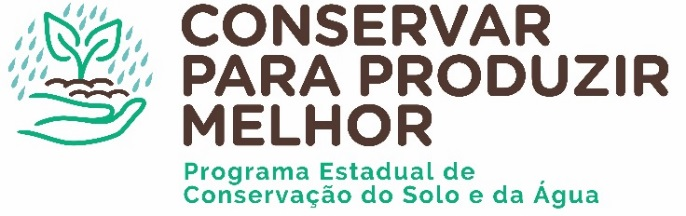 CONSERVAR
PARA PRODUZIR
MELHOR
Programa Estadual de
Conservação do Solo e da Água